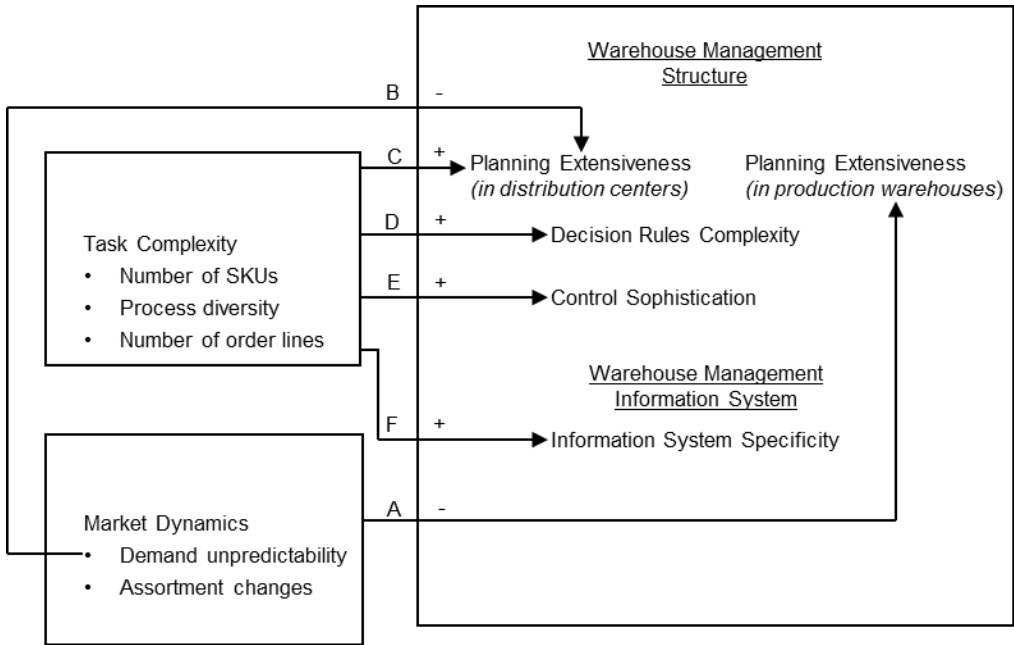 Warehouse Management
Structure
B -
C +
Planning Extensiveness
(in distribution centers)
Planning Extensiveness
(in production warehouses)
D +
Decision Rules Complexity
E +
Control Sophistication
Task Complexity
• Number of SKUs
• Process diversity
• Number of order lines
Warehouse Management
Information System
F +
Information System Specificity
A -
Market Dynamics
• Demand unpredictability
• Assortment changes